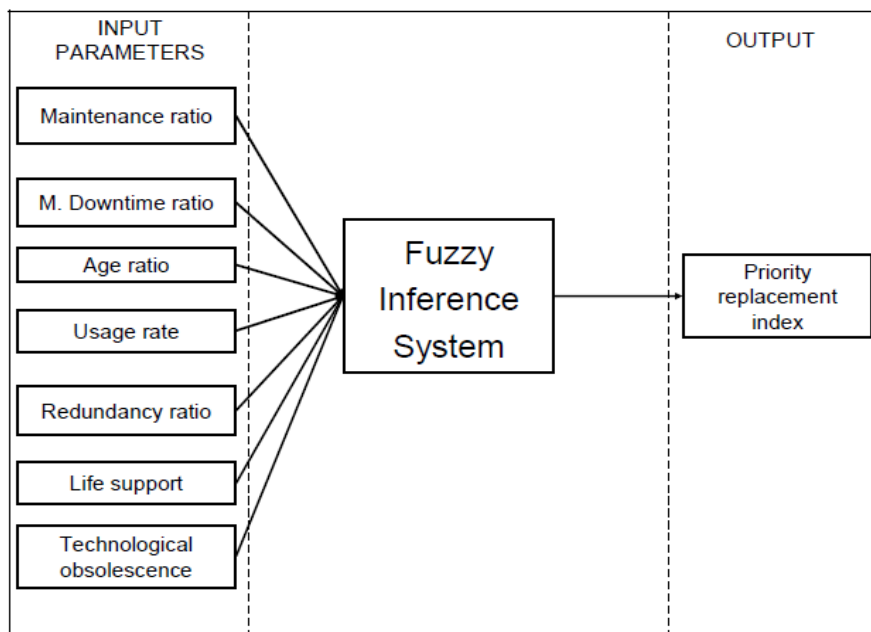 INPUT
PARAMETERS
OUTPUT
Maintenance ratio
M. Downtime ratio
Age ratio
Usage rate
Redundancy ratio
Life support
Technological
obsolescence
Fuzzy
Inference
System
Priority
replacement
index